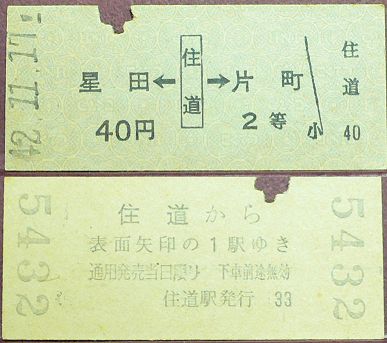 42.11.17
星田←住道→片町
40円 2等 小
住道 40
5432
住道から
表面矢印の1駅ゆき
通用発売当日限り 下車前途無効
住道駅発行 33
5432